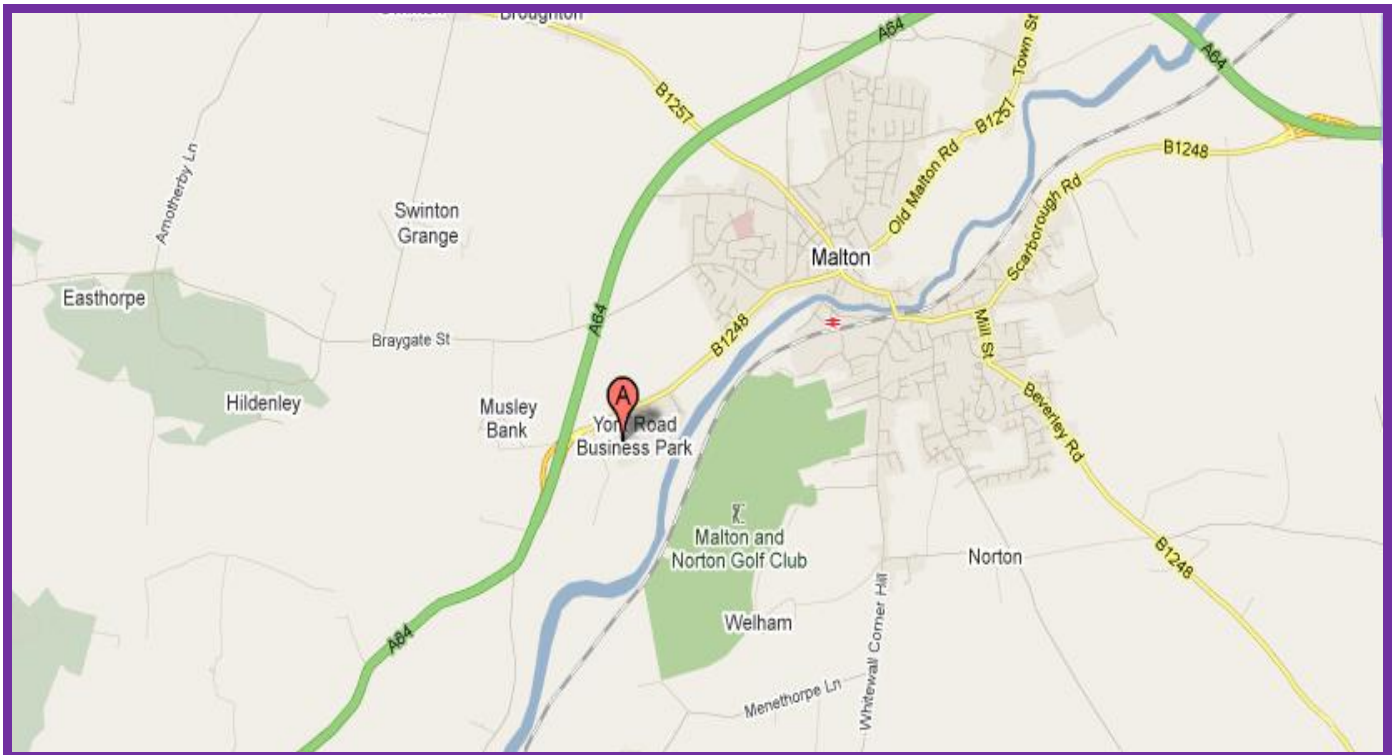 Broughton
A64
A64
B1257
Town St
B1257
Old Malton Rd
B1248
Amotherby Ln
Swinton
Grange
Scarborough Rd
Malton
Easthorpe
A64
B1248
Mill St
Braygate St
Hildenley
Musley
Bank
A
Road
Business Park
Beverley Rd
Malton and
Norton Golf Club
Norton
B1248
Welham
Whitewall Corner Hill
A64
Menethorpe Ln